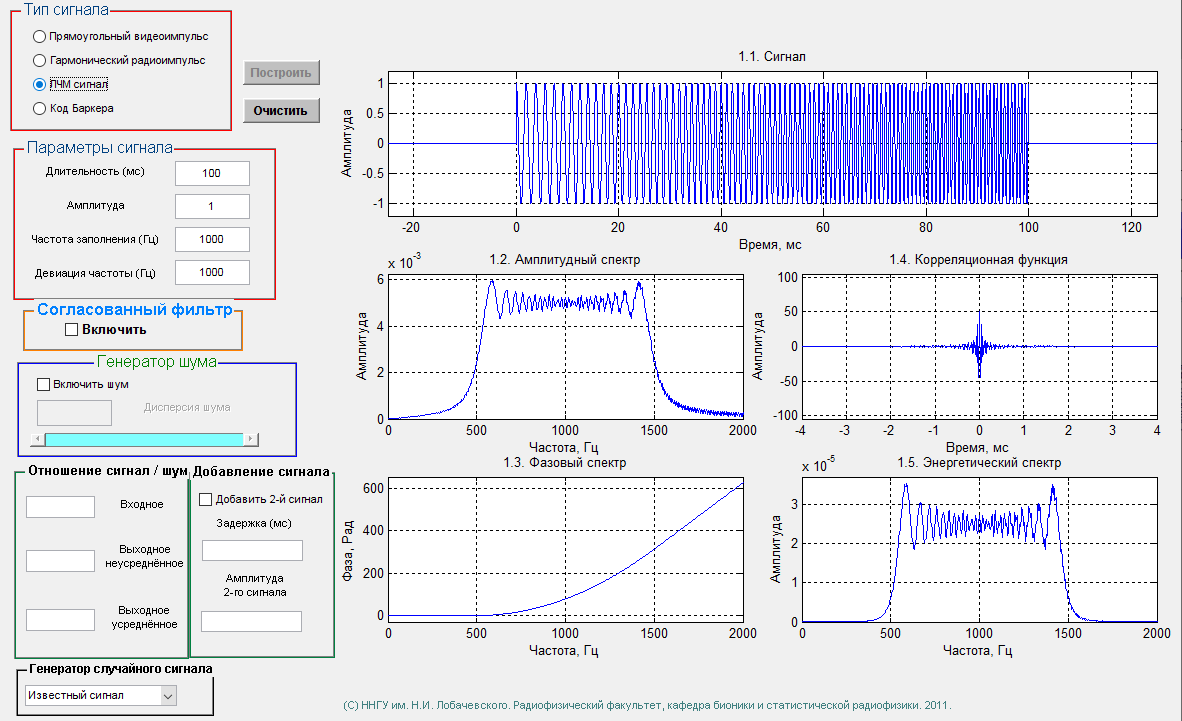 Тип сигнала
Прямоугольный видеоимпульс
Гармонический радиоимпульс
ЛЧМ сигнал
Код Баркера
Построить
Очистить
Параметры сигнала
Длительность (мс) 100
Амплитуда 1
Частота заполнения (Гц) 1000
Девиация частоты (Гц) 1000
Согласованный фильтр
Включить
Генератор шума
Включить шум
Дисперсия шума
Отношение сигнал / шум
Входное
Выходное
неусреднённое
Выходное
усреднённое
Добавление сигнала
Добавить 2-й сигнал
Задержка (мс)
Амплитуда
2-го сигнала
Генератор случайного сигнала
Известный сигнал
1.1. Сигнал
Амплитуда
1
0.5
0
-0.5
-1
-20 0 20 40 60 80 100 120
Время, мс
1.2. Амплитудный спектр
x 10⁻³
Амплитуда
6
4
2
0
0 500 1000 1500 2000
Частота, Гц
1.4. Корреляционная функция
Амплитуда
100
50
0
-50
-100
-4 -3 -2 -1 0 1 2 3 4
Время, мс
1.3. Фазовый спектр
Фаза, Рад
600
400
200
0
0 500 1000 1500 2000
Частота, Гц
1.5. Энергетический спектр
x 10⁻⁵
Амплитуда
3
2
1
0
0 500 1000 1500 2000
Частота, Гц
(С) ННГУ им. Н.И. Лобачевского. Радиофизический факультет, кафедра бионики и статистической радиофизики. 2011.